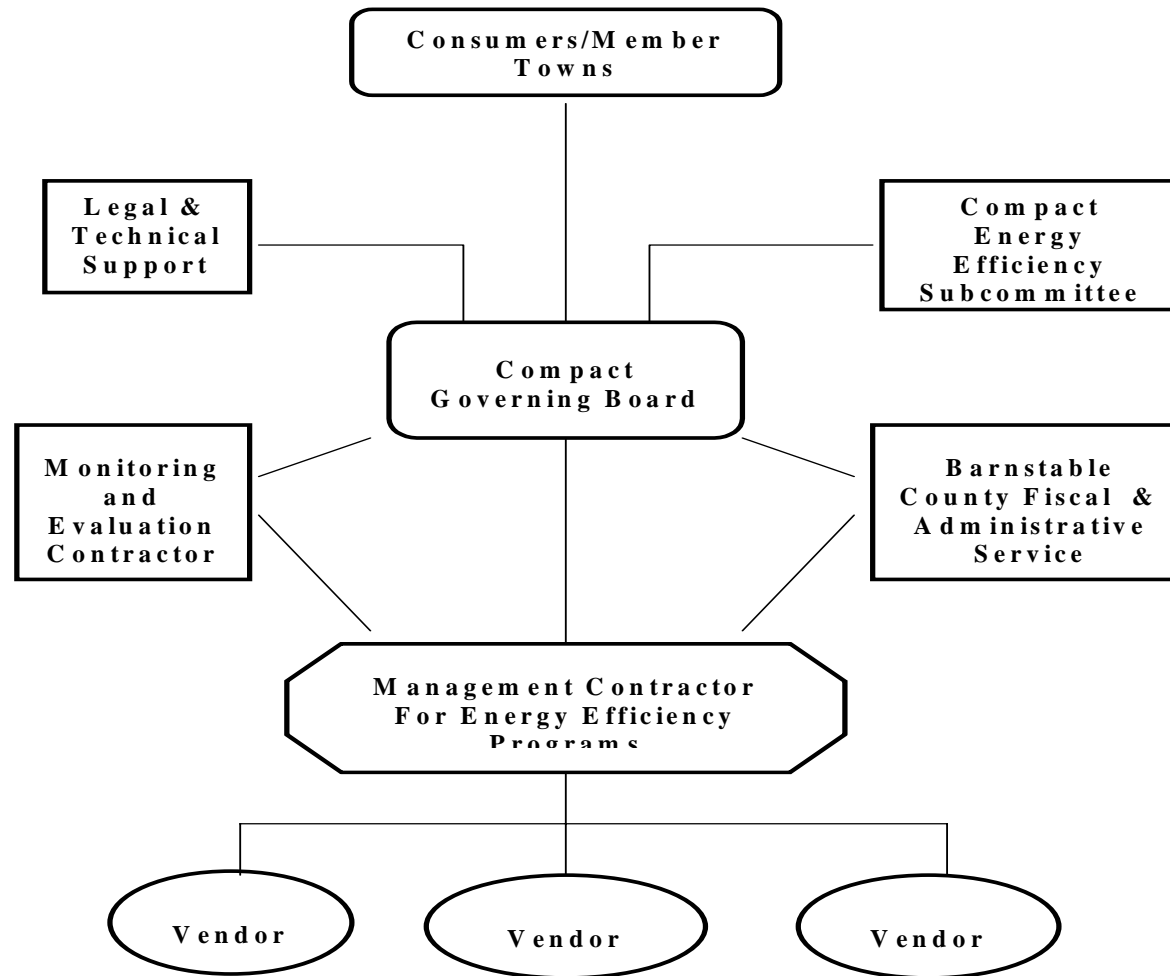 Consumers/Member
Towns
Legal &
Technical
Support
Compact
Energy
Efficiency
Subcommittee
Compact
Governing Board
Monitoring
and
Evaluation
Contractor
Barnstable
County Fiscal &
Administrative
Service
Management Contractor
For Energy Efficiency
Programs
Vendor
Vendor
Vendor